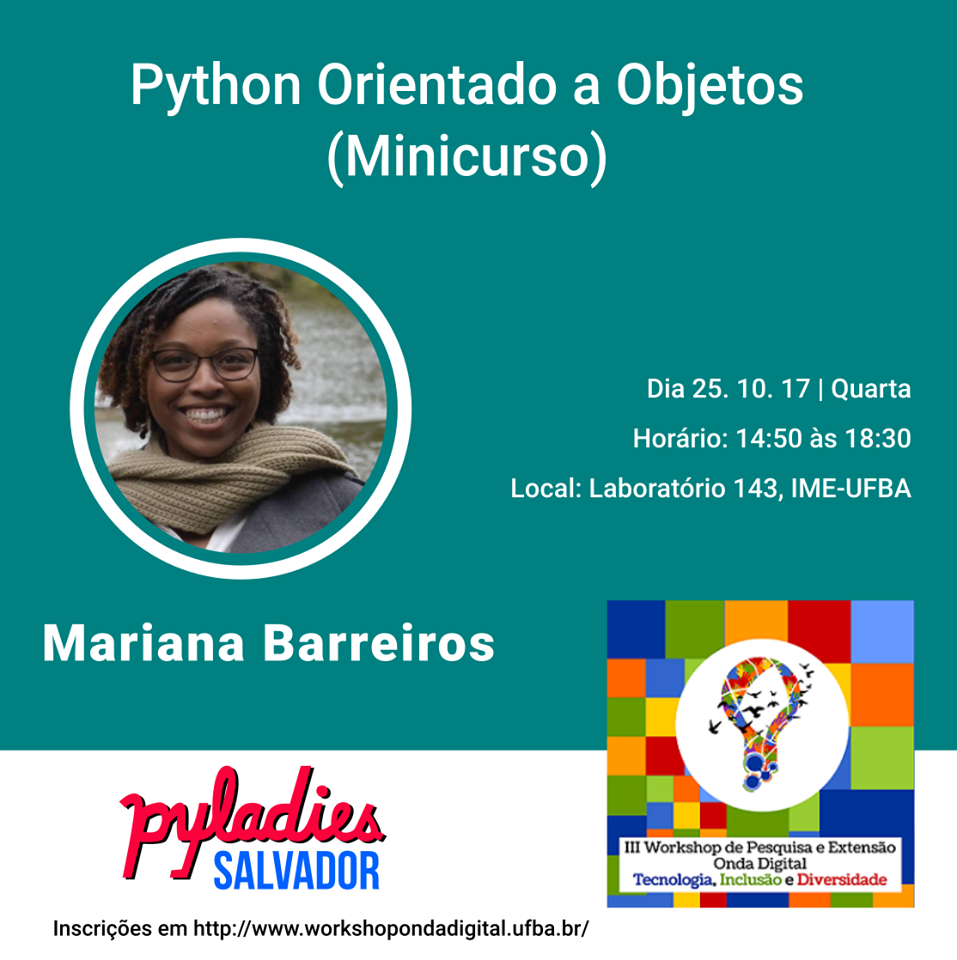 Python Orientado a Objetos
(Minicurso)
Dia 25. 10. 17 | Quarta
Horário: 14:50 às 18:30
Local: Laboratório 143, IME-UFBA
Mariana Barreiros
pyladies
SALVADOR
III Workshop de Pesquisa e Extensão
Onda Digital
Tecnologia, Inclusão e Diversidade
Inscrições em http://www.workshopondadigital.ufba.br/